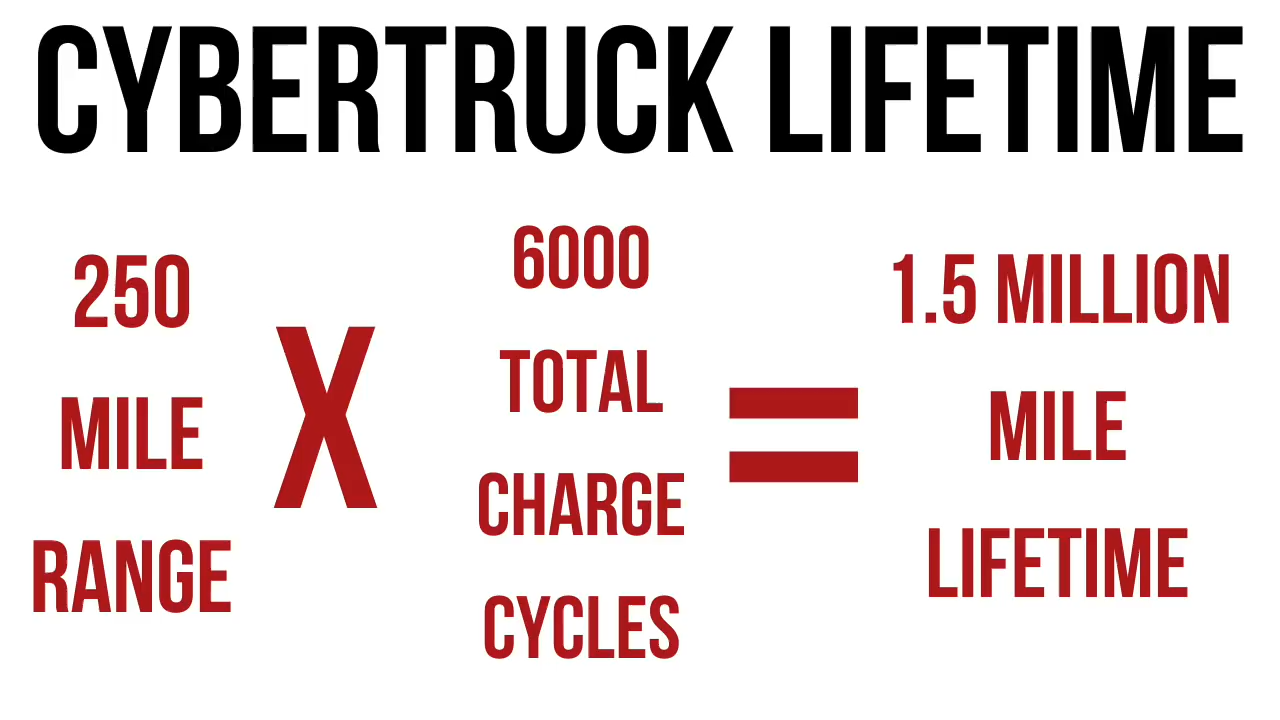 CYBERTRUCK LIFETIME
250
MILE
RANGE
X
6000
TOTAL
CHARGE
CYCLES
=
1.5 MILLION
MILE
LIFETIME